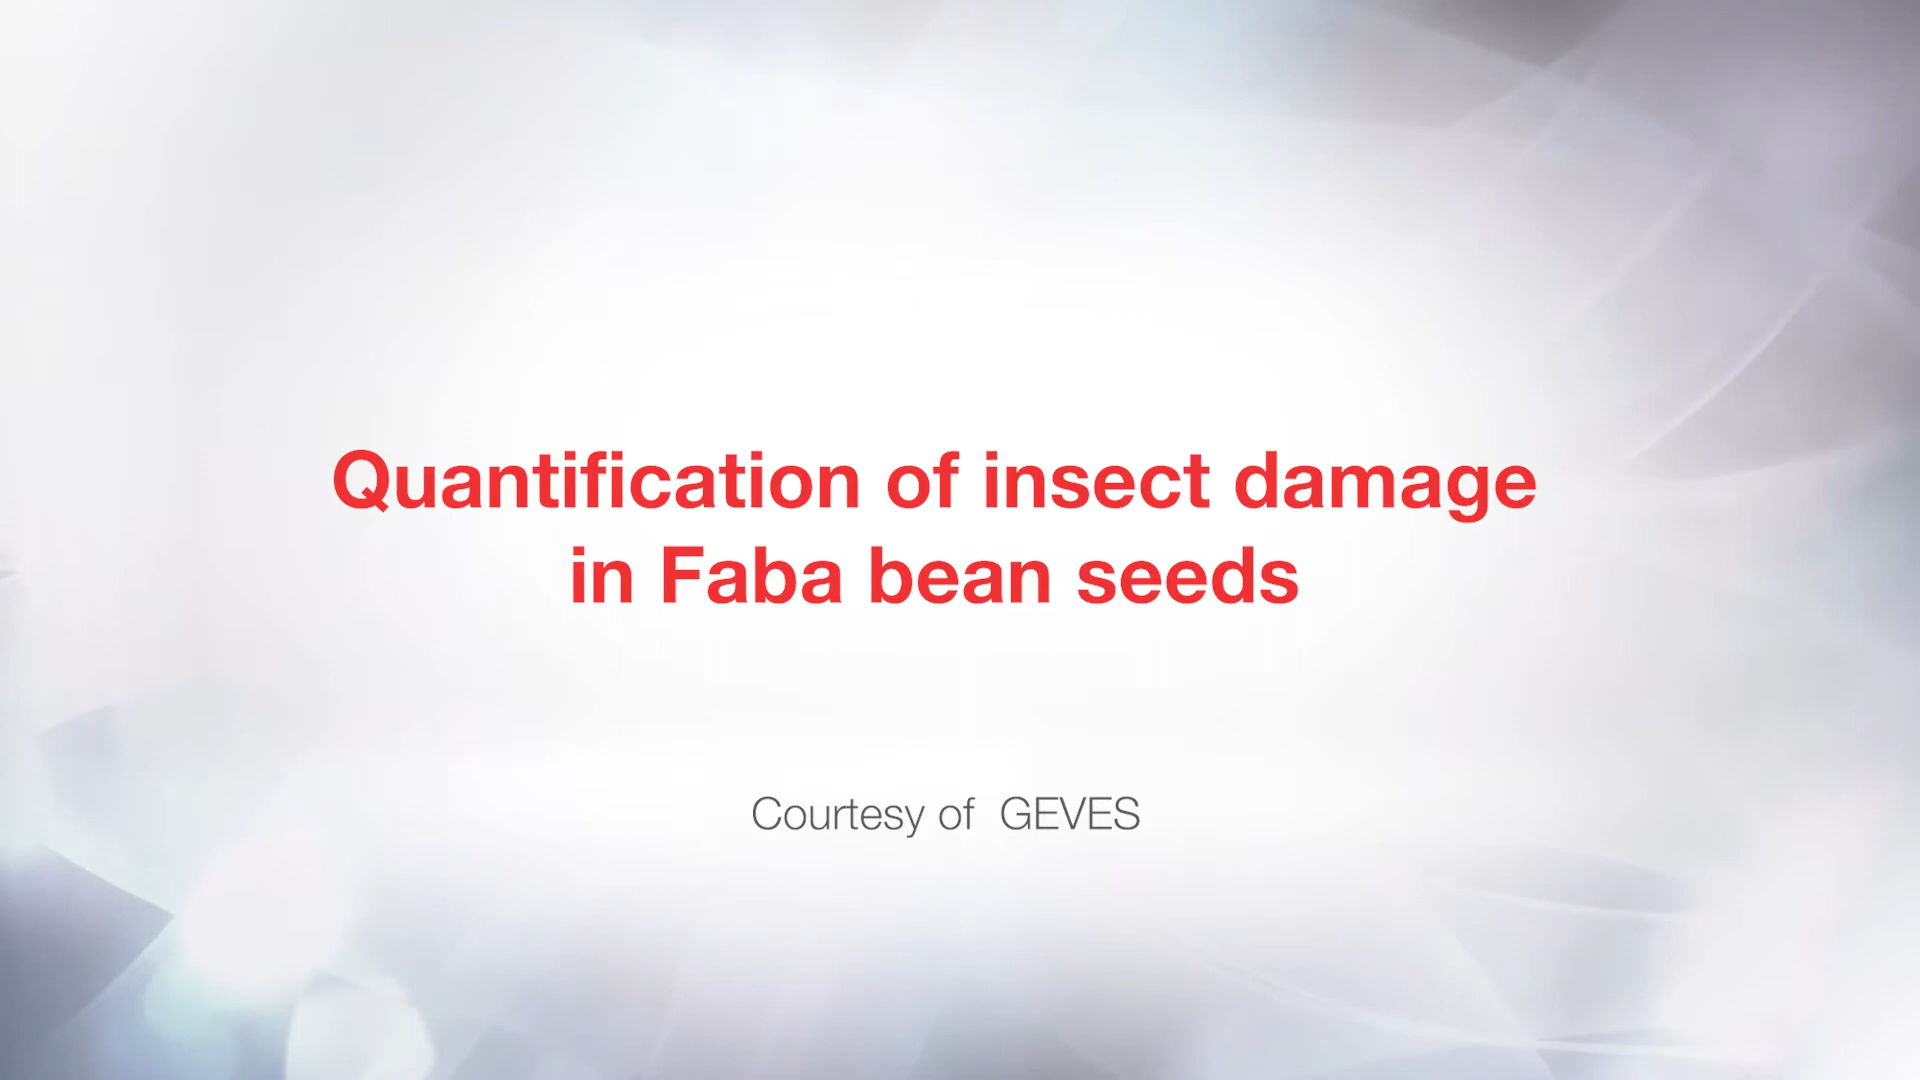 Quantification of insect damage
in Faba bean seeds
Courtesy of  GEVES